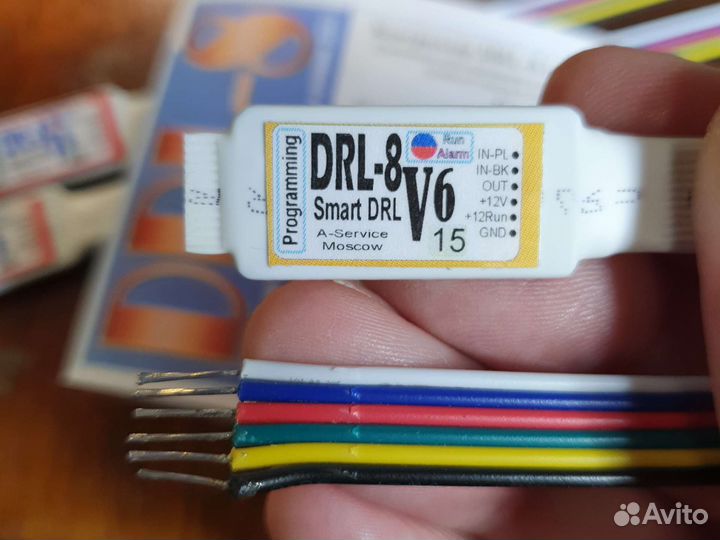 Programming
DRL-8
V6
Smart DRL
A-Service
Moscow
15
Run
Alarm
IN-PL
IN-BK
OUT
+12V
+12Run
GND
Avito